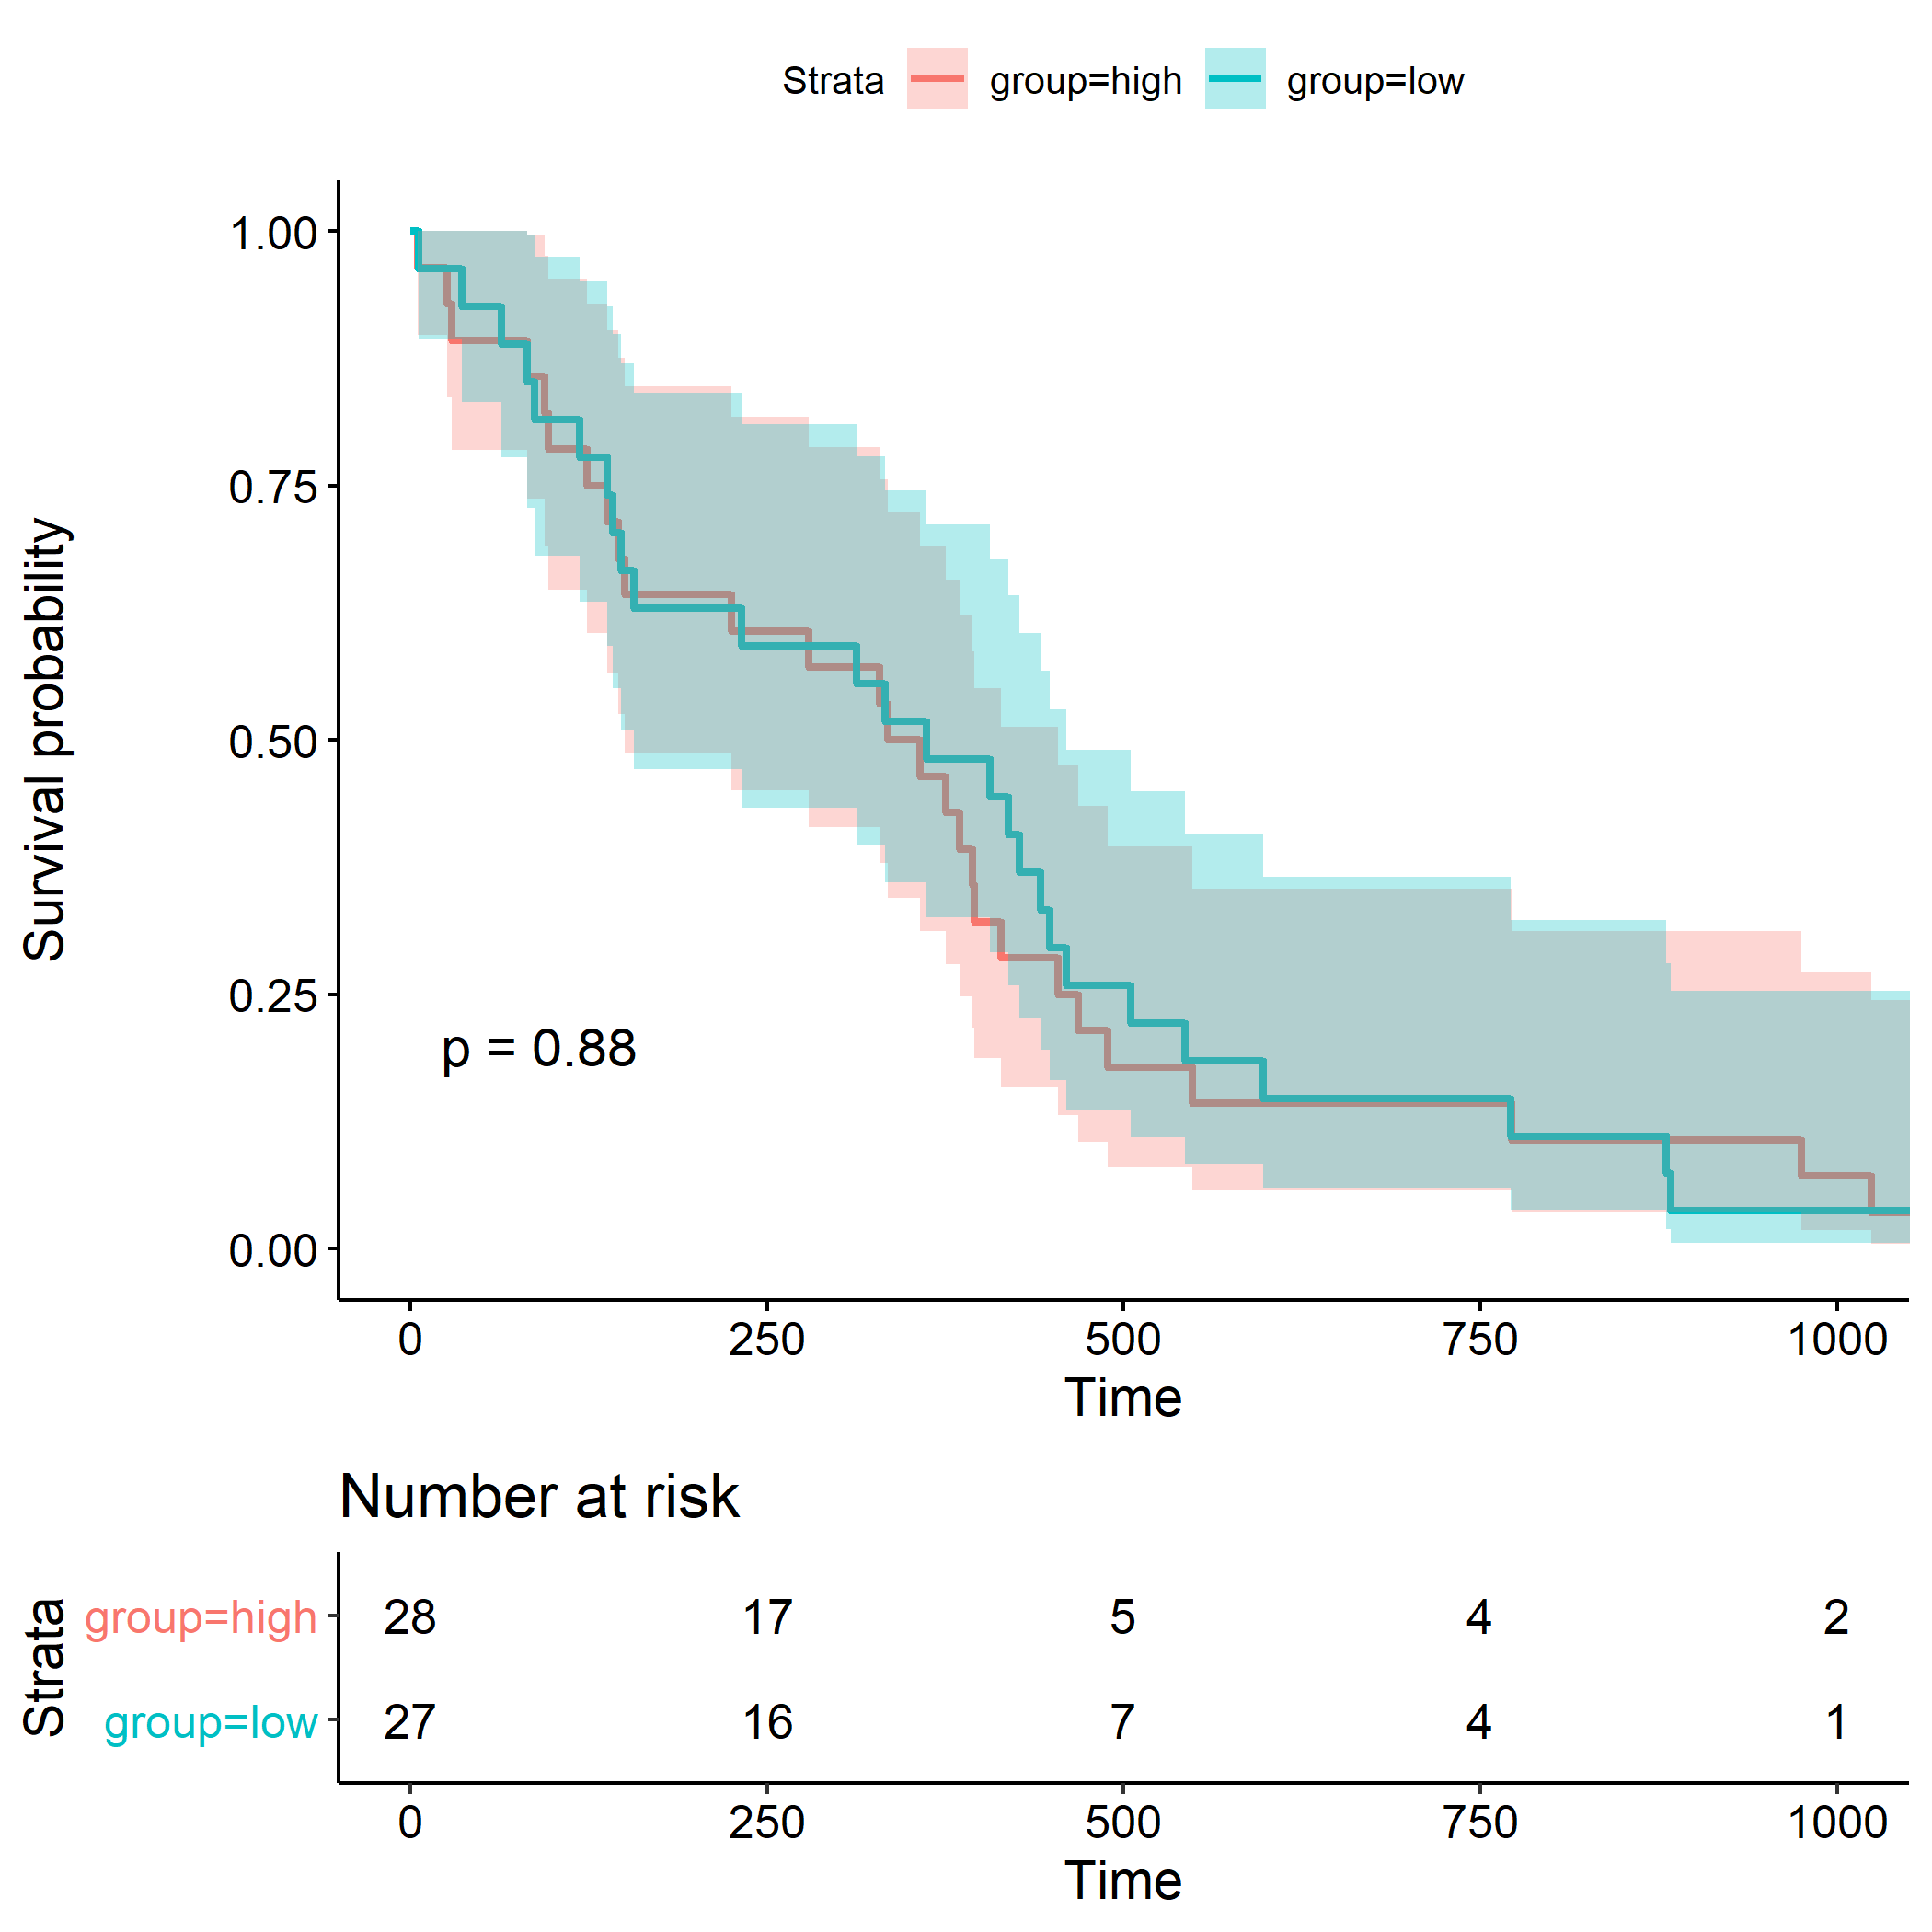 Strata group=high group=low
1.00
0.75
0.50
0.25
0.00
Survival probability
p = 0.88
0 250 500 750 1000
Time
Number at risk
Strata
group=high 28 17 5 4 2
group=low 27 16 7 4 1
0 250 500 750 1000
Time